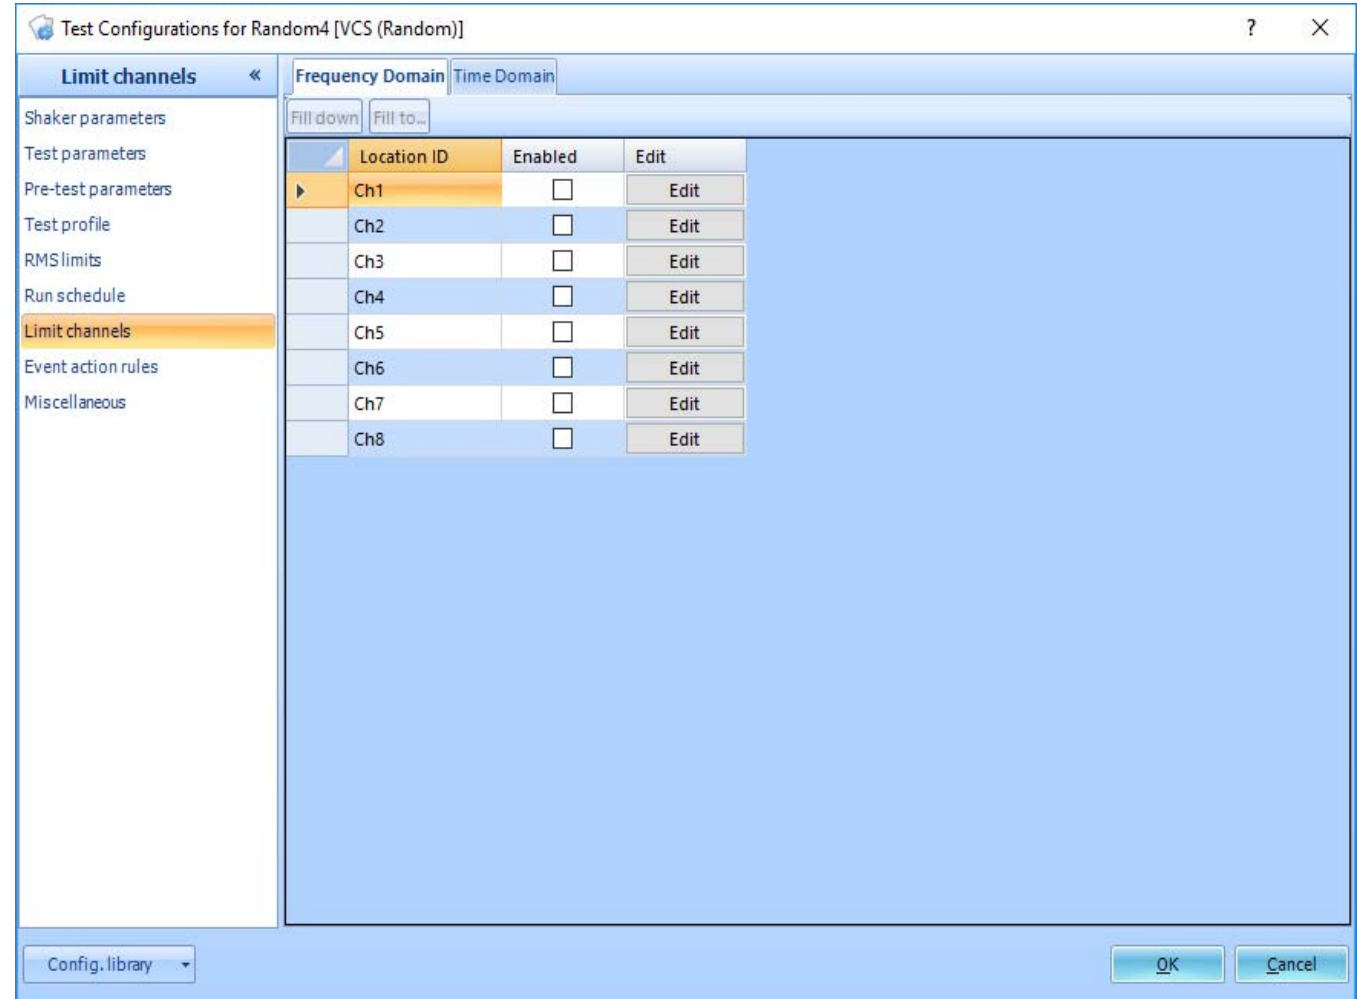 Test Configurations for Random4 [VCS (Random)] ?
Limit channels «
Frequency Domain Time Domain
Shaker parameters
Test parameters
Pre-test parameters
Test profile
RMS limits
Run schedule
Limit channels
Event action rules
Miscellaneous
Fill down Fill to...
Location ID Enabled Edit
Ch1 Edit
Ch2 Edit
Ch3 Edit
Ch4 Edit
Ch5 Edit
Ch6 Edit
Ch7 Edit
Ch8 Edit
Config. library
OK Cancel